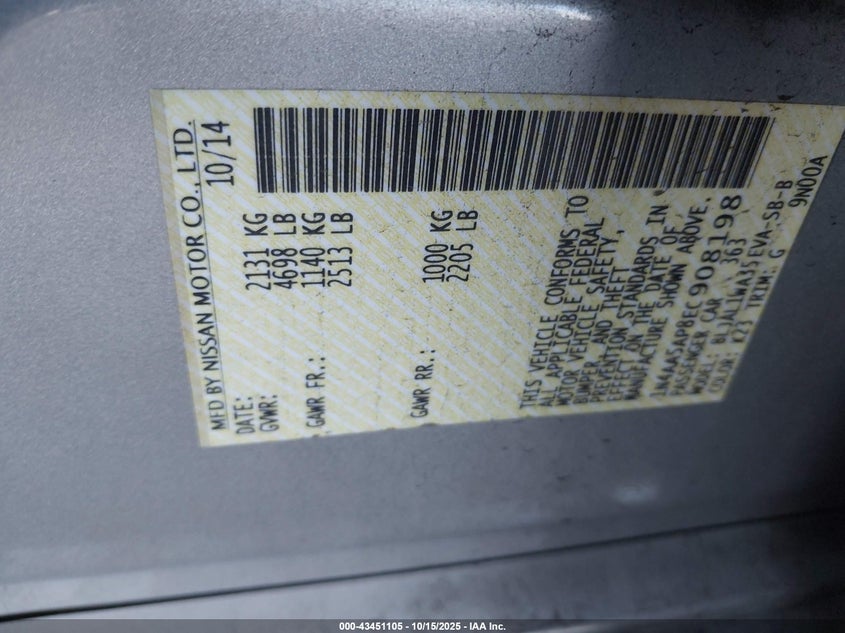 MFD BY NISSAN MOTOR CO., LTD.
DATE: 10/14
GVWR: 2131 KG
4698 LB
GAWR FR.: 1140 KG
2513 LB
GAWR RR.: 1000 KG
2205 LB
THIS VEHICLE CONFORMS TO
ALL APPLICABLE FEDERAL
MOTOR VEHICLE SAFETY,
BUMPER, AND THEFT
PREVENTION STANDARDS IN
EFFECT ON THE DATE OF
MANUFACTURE SHOWN ABOVE.
1N4AA5AP8EC908198
PASSENGER CAR 363
MODEL: BLJALIWA35EVA-SB-B
COLOR: K23 TRIM: G 9N00A
000-43451105 - 10/15/2025 - IAA Inc.